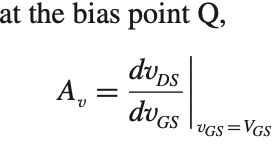 at the bias point Q,
A_v = dv_DS / dv_GS |_{v_GS = V_GS}